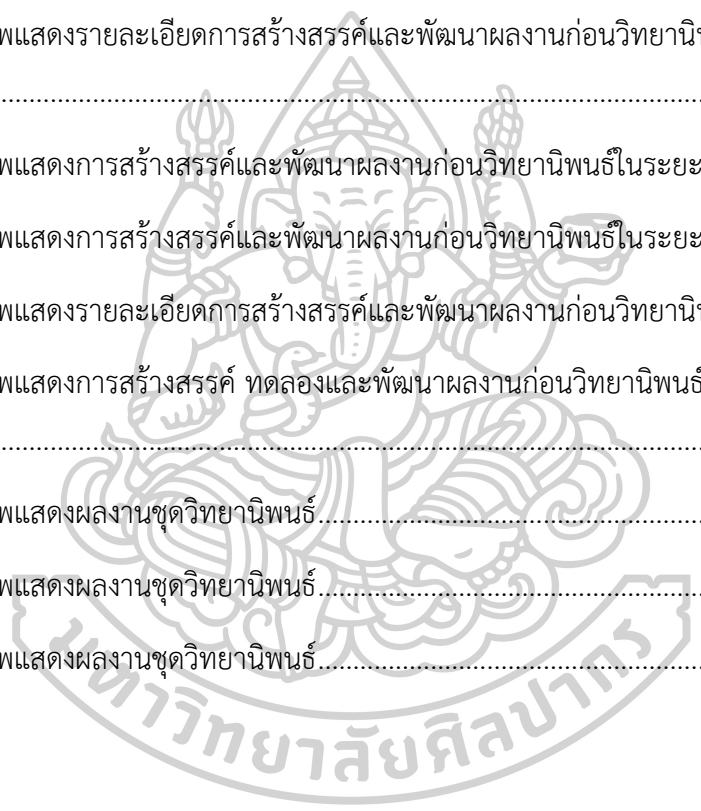 พแสดงรายละเอียดการสร้างสรรค์และพัฒนาผลงานก่อนวิทยานิ
................................................................................
พแสดงการสร้างสรรค์และพัฒนาผลงานก่อนวิทยานิพนธ์ในระยะ
พแสดงการสร้างสรรค์และพัฒนาผลงานก่อนวิทยานิพนธ์ในระยะ
พแสดงรายละเอียดการสร้างสรรค์และพัฒนาผลงานก่อนวิทยานิ
พแสดงการสร้างสรรค์ ทดลองและพัฒนาผลงานก่อนวิทยานิพนธ์
................................................................................
พแสดงผลงานชุดวิทยานิพนธ์............................................
พแสดงผลงานชุดวิทยานิพนธ์............................................
พแสดงผลงานชุดวิทยานิพนธ์............................................
มหาวิทยาลัยศิลปากร